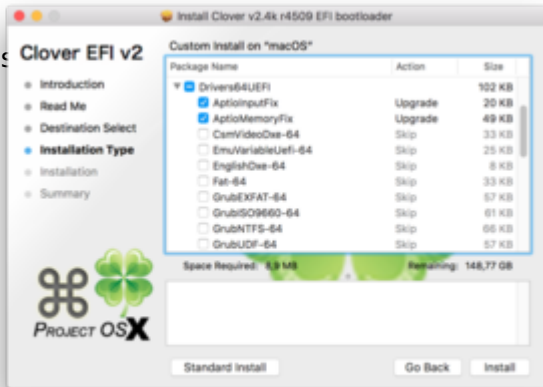 Install Clover v2.4k r4509 EFI bootloader
Clover EFI v2
Custom Install on "macOS"
Introduction
Read Me
Destination Select
Installation Type
Installation
Summary
Package Name Action Size
Drivers64UEFI 102 KB
AptioInputFix Upgrade 20 KB
AptioMemoryFix Upgrade 49 KB
CsmVideoDxe-64 Skip 33 KB
EmuVariableUefi-64 Skip 25 KB
EnglishDxe-64 Skip 8 KB
Fat-64 Skip 33 KB
GrubEXFAT-64 Skip 57 KB
GrubISO9660-64 Skip 61 KB
GrubNTFS-64 Skip 66 KB
GrubUDF-64 Skip 57 KB
Space Required: 8,9 MB Remaining: 148,77 GB
PROJECT OSX
Standard Install Go Back Install